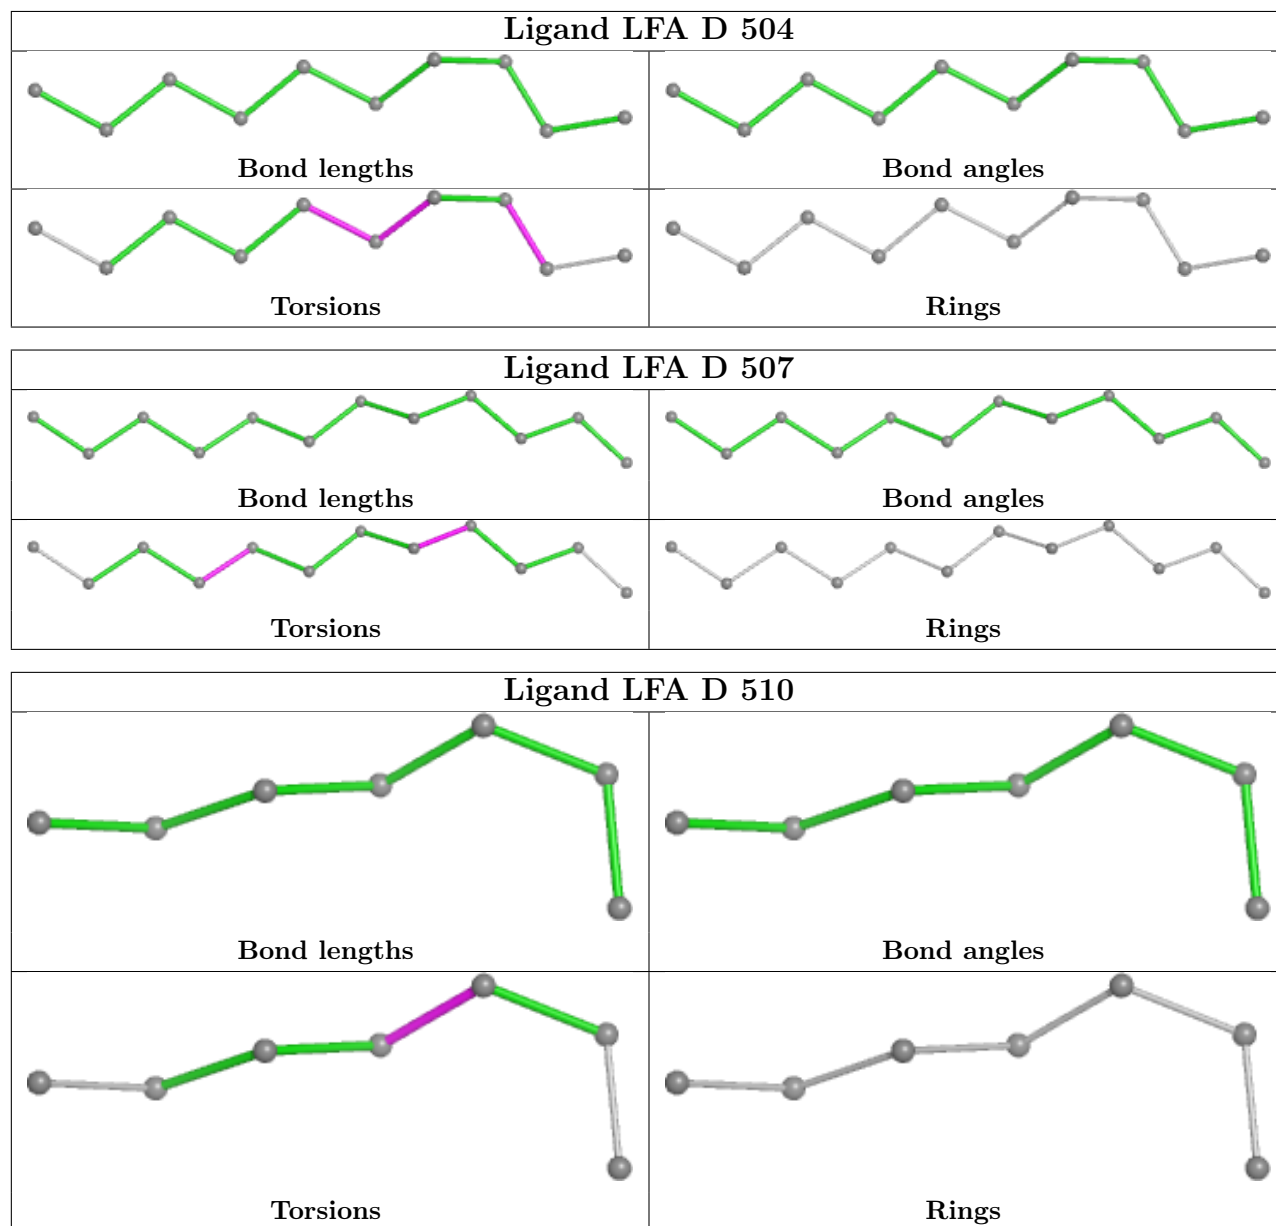 Ligand LFA D 504
Bond lengths
Bond angles
Torsions
Rings
Ligand LFA D 507
Bond lengths
Bond angles
Torsions
Rings
Ligand LFA D 510
Bond lengths
Bond angles
Torsions
Rings